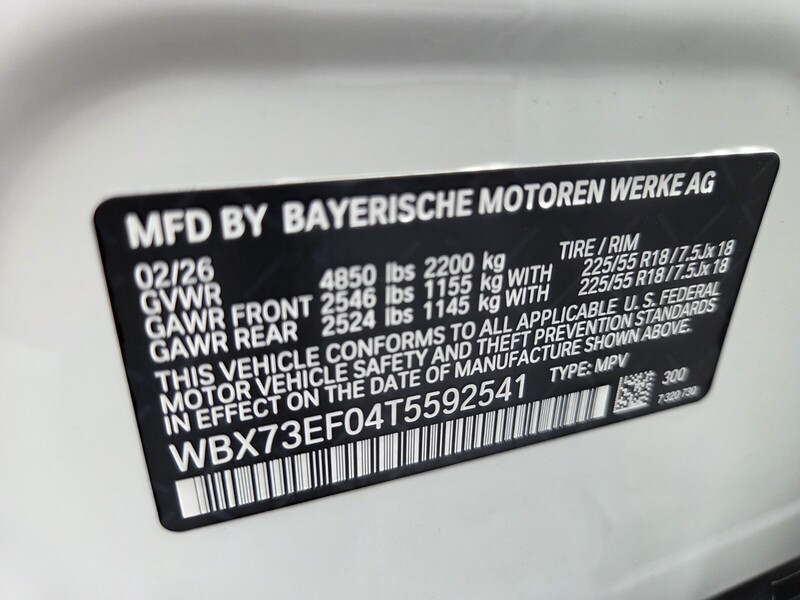 MFD BY BAYERISCHE MOTOREN WERKE AG
02/26 TIRE / RIM
GVWR 4850 lbs 2200 kg
GAWR FRONT 2546 lbs 1155 kg WITH 225/55 R18/7.5Jx18
GAWR REAR 2524 lbs 1145 kg WITH 225/55 R18/7.5Jx18
THIS VEHICLE CONFORMS TO ALL APPLICABLE U.S. FEDERAL
MOTOR VEHICLE SAFETY AND THEFT PREVENTION STANDARDS
IN EFFECT ON THE DATE OF MANUFACTURE SHOWN ABOVE.
WBX73EF04T5592541 TYPE: MPV
300
7 320 730